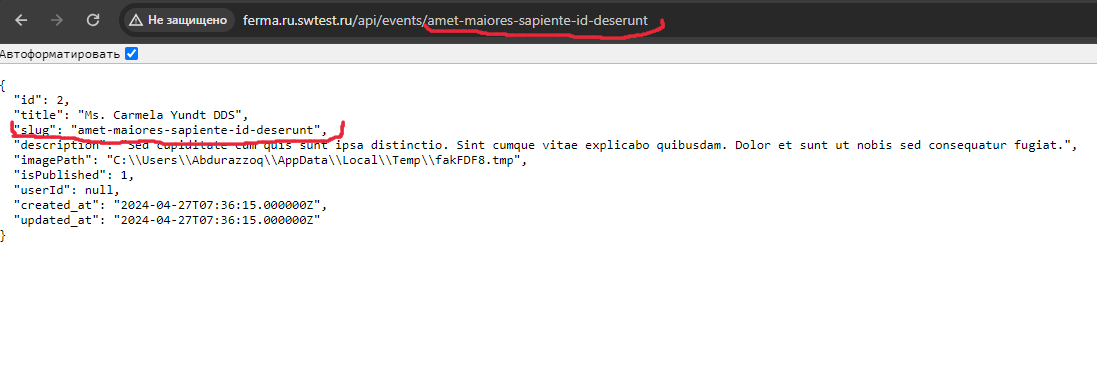 Не защищено ferma.ru.swtest.ru/api/events/amet-maiores-sapiente-id-deserunt
Автоформатировать
{
"id": 2,
"title": "Ms. Carmela Yundt DDS",
"slug": "amet-maiores-sapiente-id-deserunt",
"description": "Sed cupiditate cum quis sunt ipsa distinctio. Sint cumque vitae explicabo quibusdam. Dolor et sunt ut nobis sed consequatur fugiat.",
"imagePath": "C:\\Users\\Abdurazzoq\\AppData\\Local\\Temp\\fakFDF8.tmp",
"isPublished": 1,
"userId": null,
"created_at": "2024-04-27T07:36:15.000000Z",
"updated_at": "2024-04-27T07:36:15.000000Z"
}